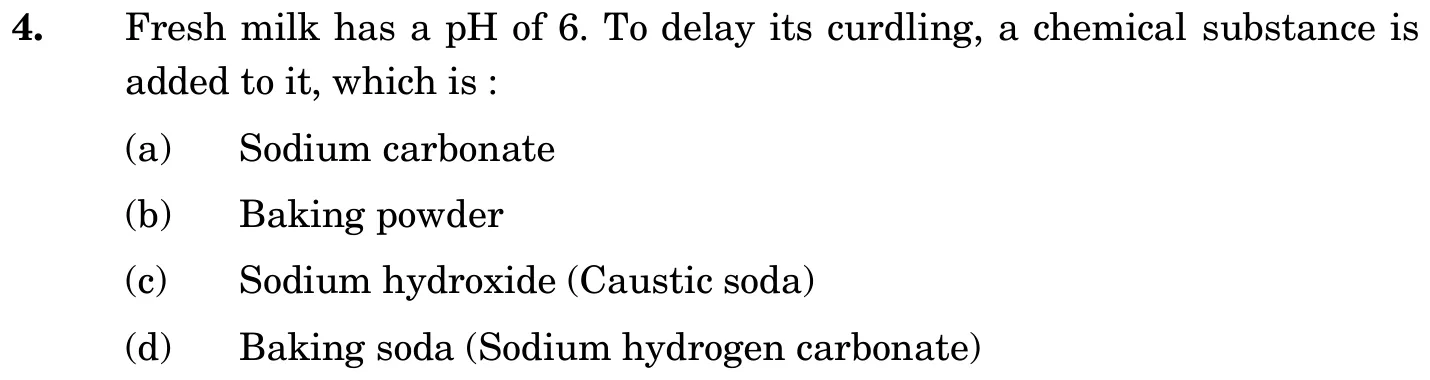 4. Fresh milk has a pH of 6. To delay its curdling, a chemical substance is
added to it, which is :
(a) Sodium carbonate
(b) Baking powder
(c) Sodium hydroxide (Caustic soda)
(d) Baking soda (Sodium hydrogen carbonate)